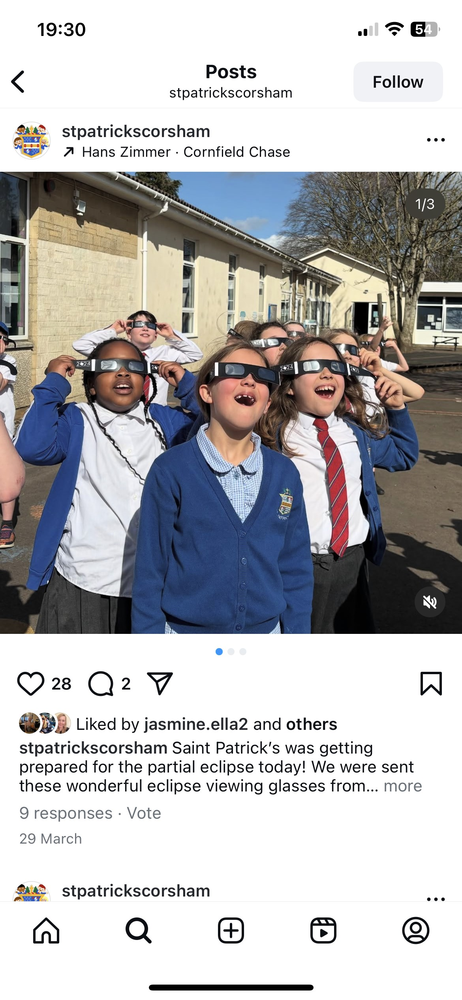 19:30
54
Posts
stpatrickscorsham
Follow
stpatrickscorsham
Hans Zimmer · Cornfield Chase
1/3
2024
2024
2023
28
2
Liked by jasmine.ella2 and others
stpatrickscorsham Saint Patrick’s was getting
prepared for the partial eclipse today! We were sent
these wonderful eclipse viewing glasses from... more
9 responses · Vote
29 March
stpatrickscorsham